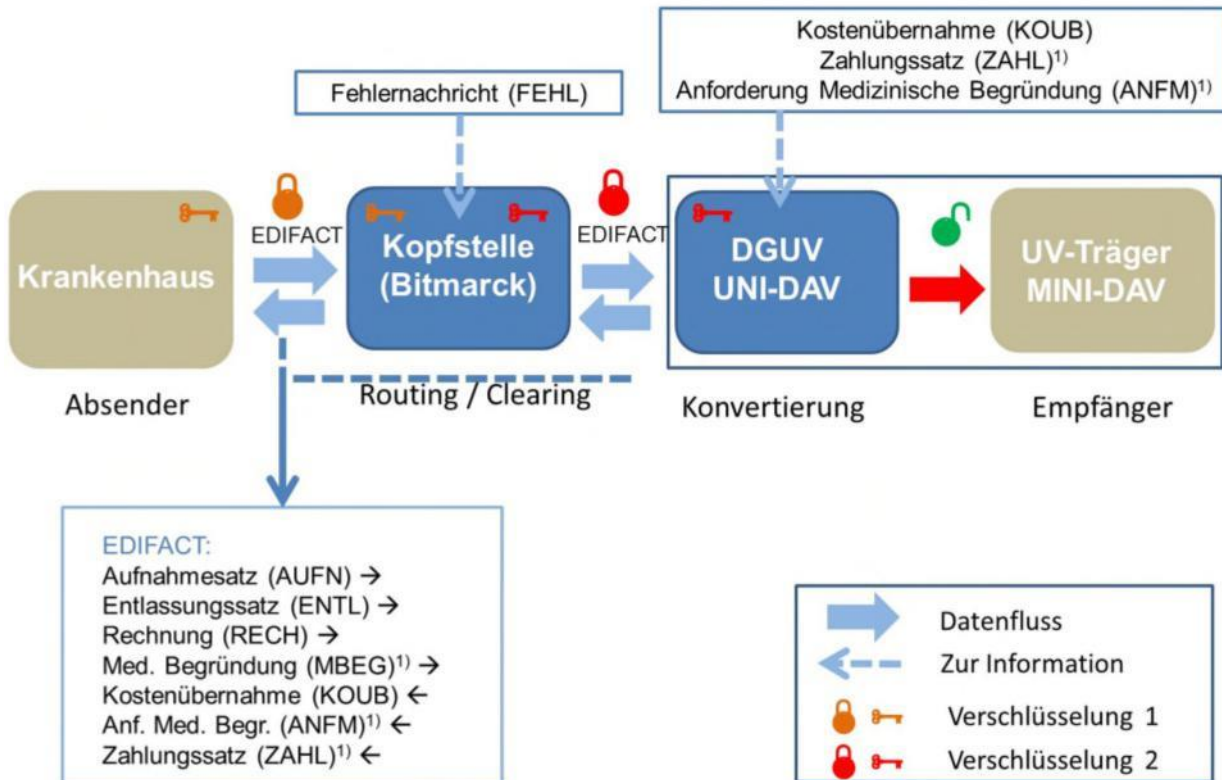 Kostenübernahme (KOUB)
Zahlungssatz (ZAHL)1)
Anforderung Medizinische Begründung (ANFM)1)
Fehlernachricht (FEHL)
EDIFACT
EDIFACT
Krankenhaus
Kopfstelle
(Bitmarck)
DGUV
UNI-DAV
UV-Träger
MINI-DAV
Absender
Routing / Clearing
Konvertierung
Empfänger
EDIFACT:
Aufnahmesatz (AUFN) →
Entlassungssatz (ENTL) →
Rechnung (RECH) →
Med. Begründung (MBEG)1) →
Kostenübernahme (KOUB) ←
Anf. Med. Begr. (ANFM)1) ←
Zahlungssatz (ZAHL)1) ←
Datenfluss
Zur Information
Verschlüsselung 1
Verschlüsselung 2